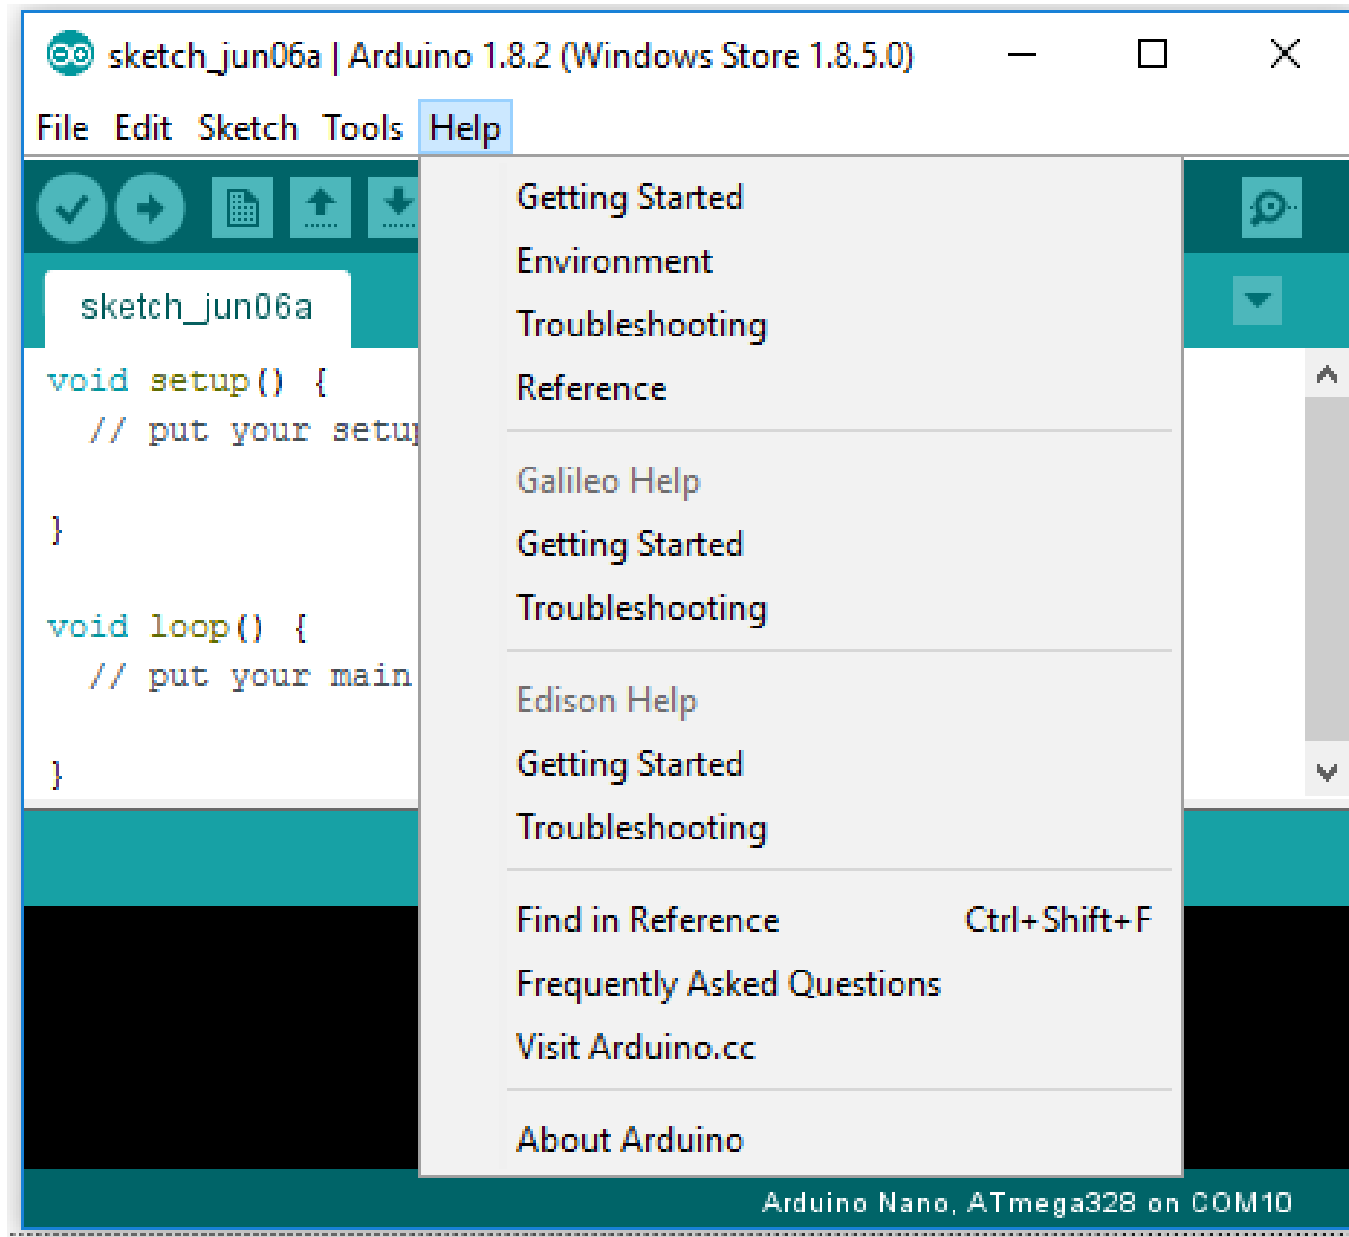 sketch_jun06a | Arduino 1.8.2 (Windows Store 1.8.5.0)
File Edit Sketch Tools Help
sketch_jun06a
void setup() {
// put your setup
}
void loop() {
// put your main
}
Getting Started
Environment
Troubleshooting
Reference
Galileo Help
Getting Started
Troubleshooting
Edison Help
Getting Started
Troubleshooting
Find in Reference Ctrl+Shift+F
Frequently Asked Questions
Visit Arduino.cc
About Arduino
Arduino Nano, ATmega328 on COM10